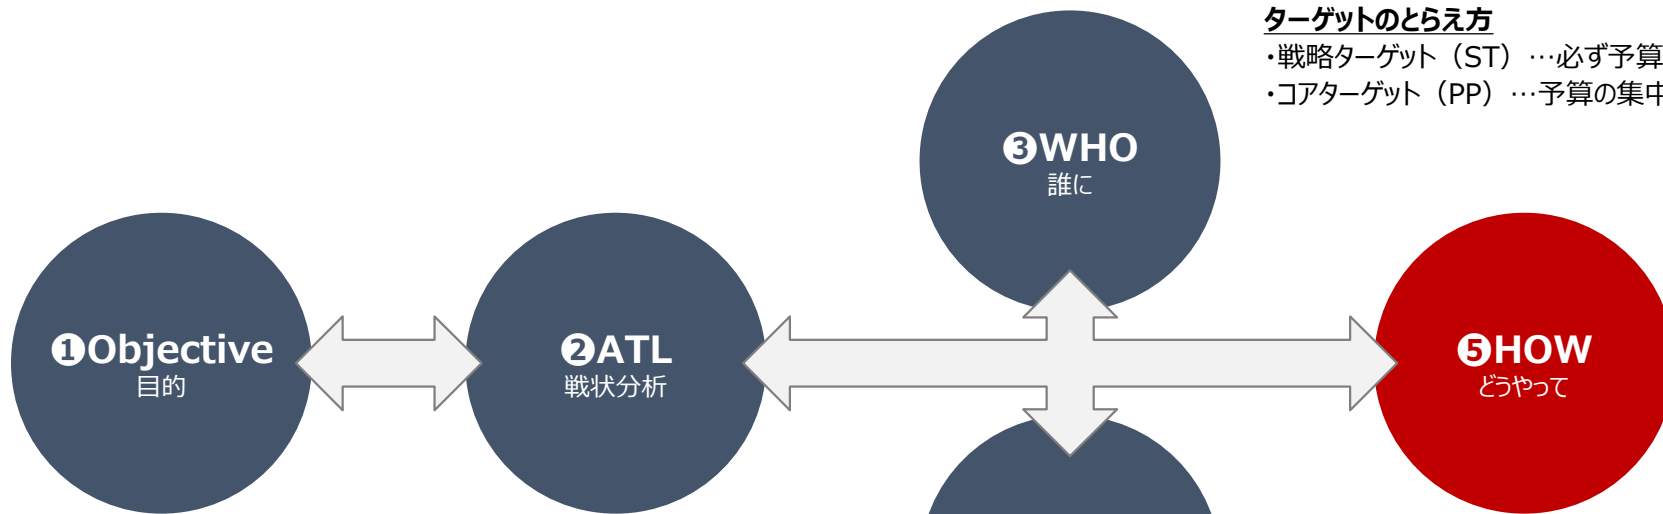 ターゲットのとらえ方
・戦略ターゲット（ST）…必ず予算
・コアターゲット（PP）…予算の集中
❸WHO
誰に
❶Objective
目的
❷ATL
戦状分析
❺HOW
どうやって